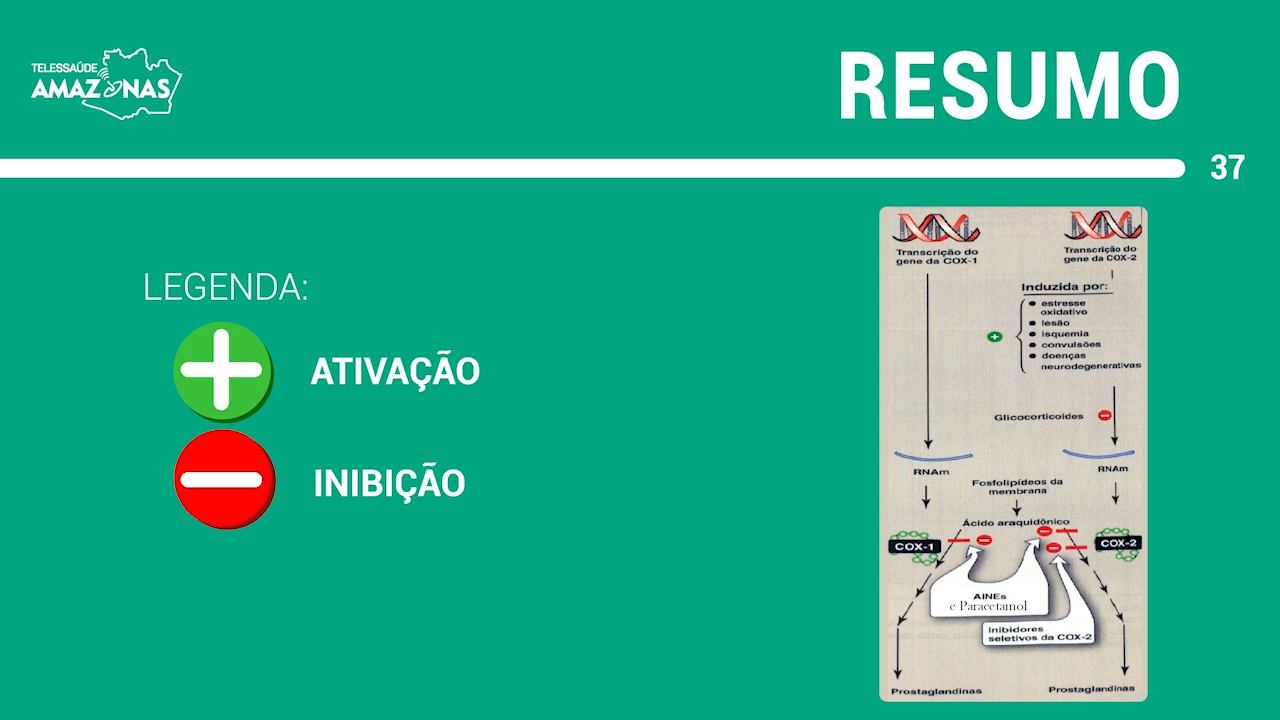 TELESSAÚDE
AMAZONAS
RESUMO
37
LEGENDA:
ATIVAÇÃO
INIBIÇÃO
Transcrição do
gene da COX-1
Transcrição do
gene da COX-2
Induzida por:
estresse
oxidativo
lesão
isquemia
convulsões
doenças
neurodegenerativas
Glicocorticoides
RNAm
RNAm
Fosfolipídeos da
membrana
Ácido araquidônico
COX-1
COX-2
AINEs
e Paracetamol
Inibidores
seletivos da COX-2
Prostaglandinas
Prostaglandinas